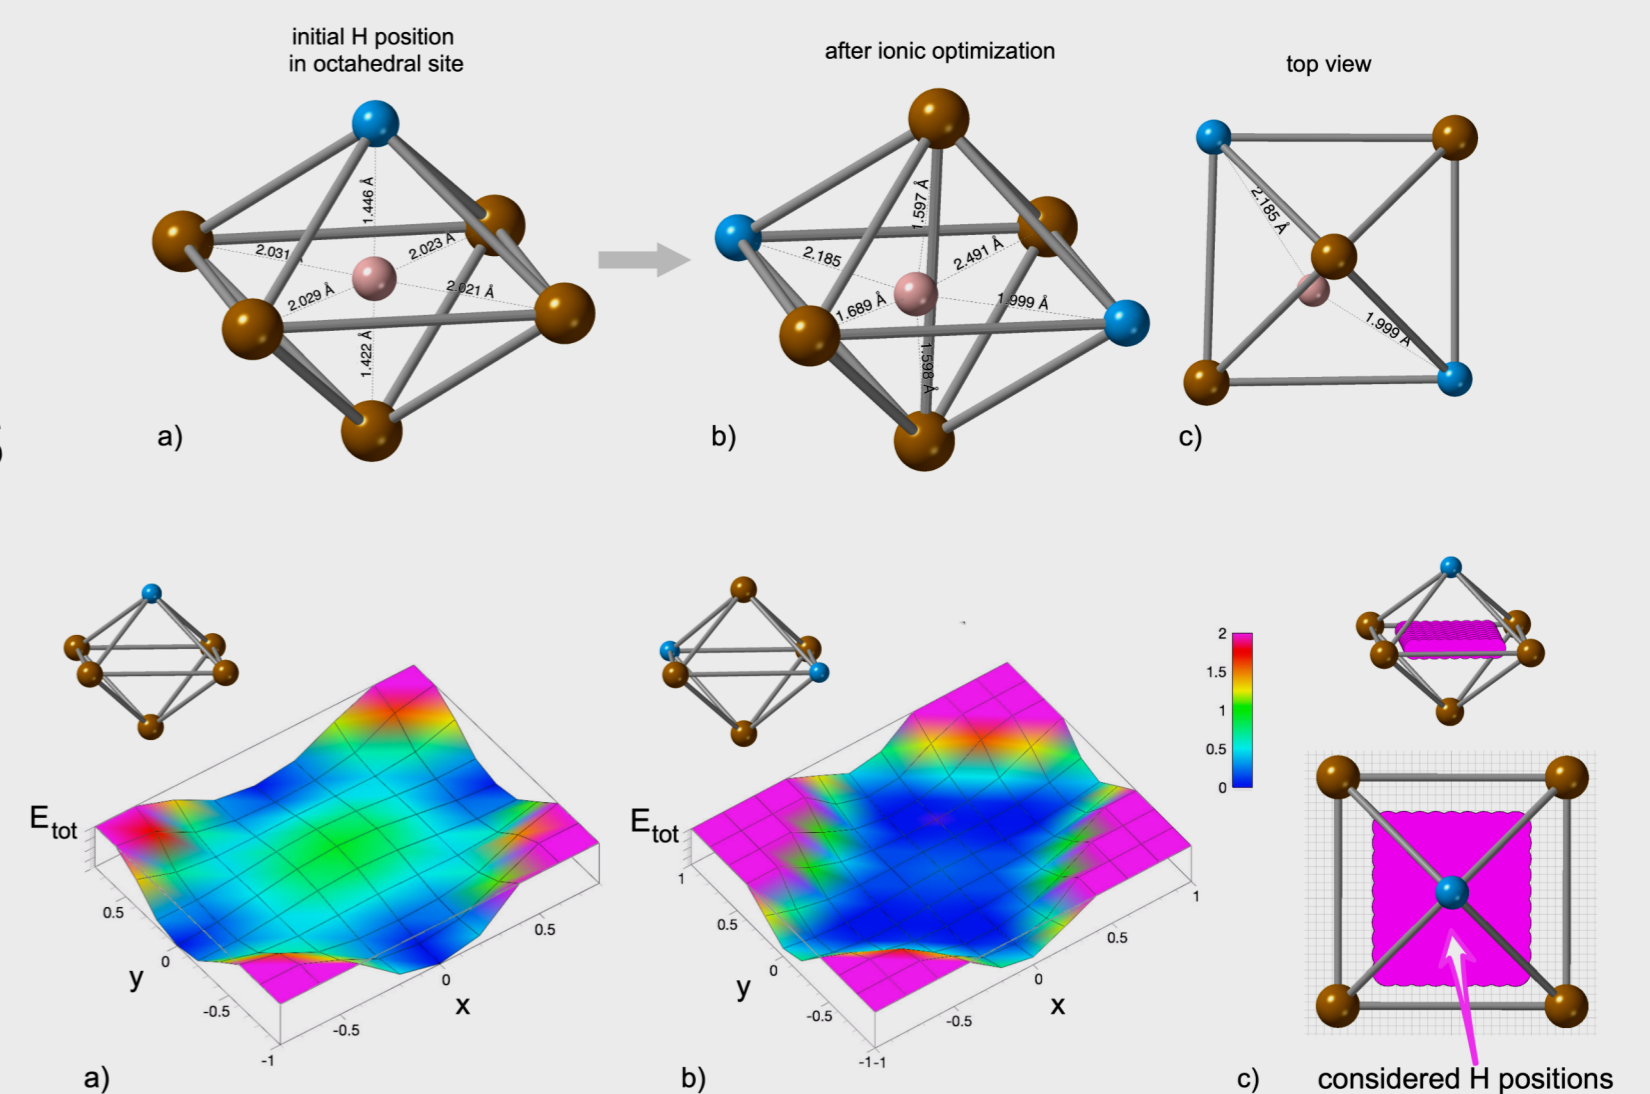 initial H position
in octahedral site
after ionic optimization
top view
1.446 Å
2.031
2.023 Å
2.029 Å
2.021 Å
1.422 Å
a)
1.597 Å
2.185
2.491 Å
1.689 Å
1.999 Å
1.598 Å
b)
2.185 Å
1.999 Å
c)
E tot
0.5
0
-0.5
-1
y
-0.5
0
0.5
x
a)
E tot
1
0.5
0
-0.5
-1
y
-1
-0.5
0
0.5
1
x
b)
2
1.5
1
0.5
0
c)
considered H positions